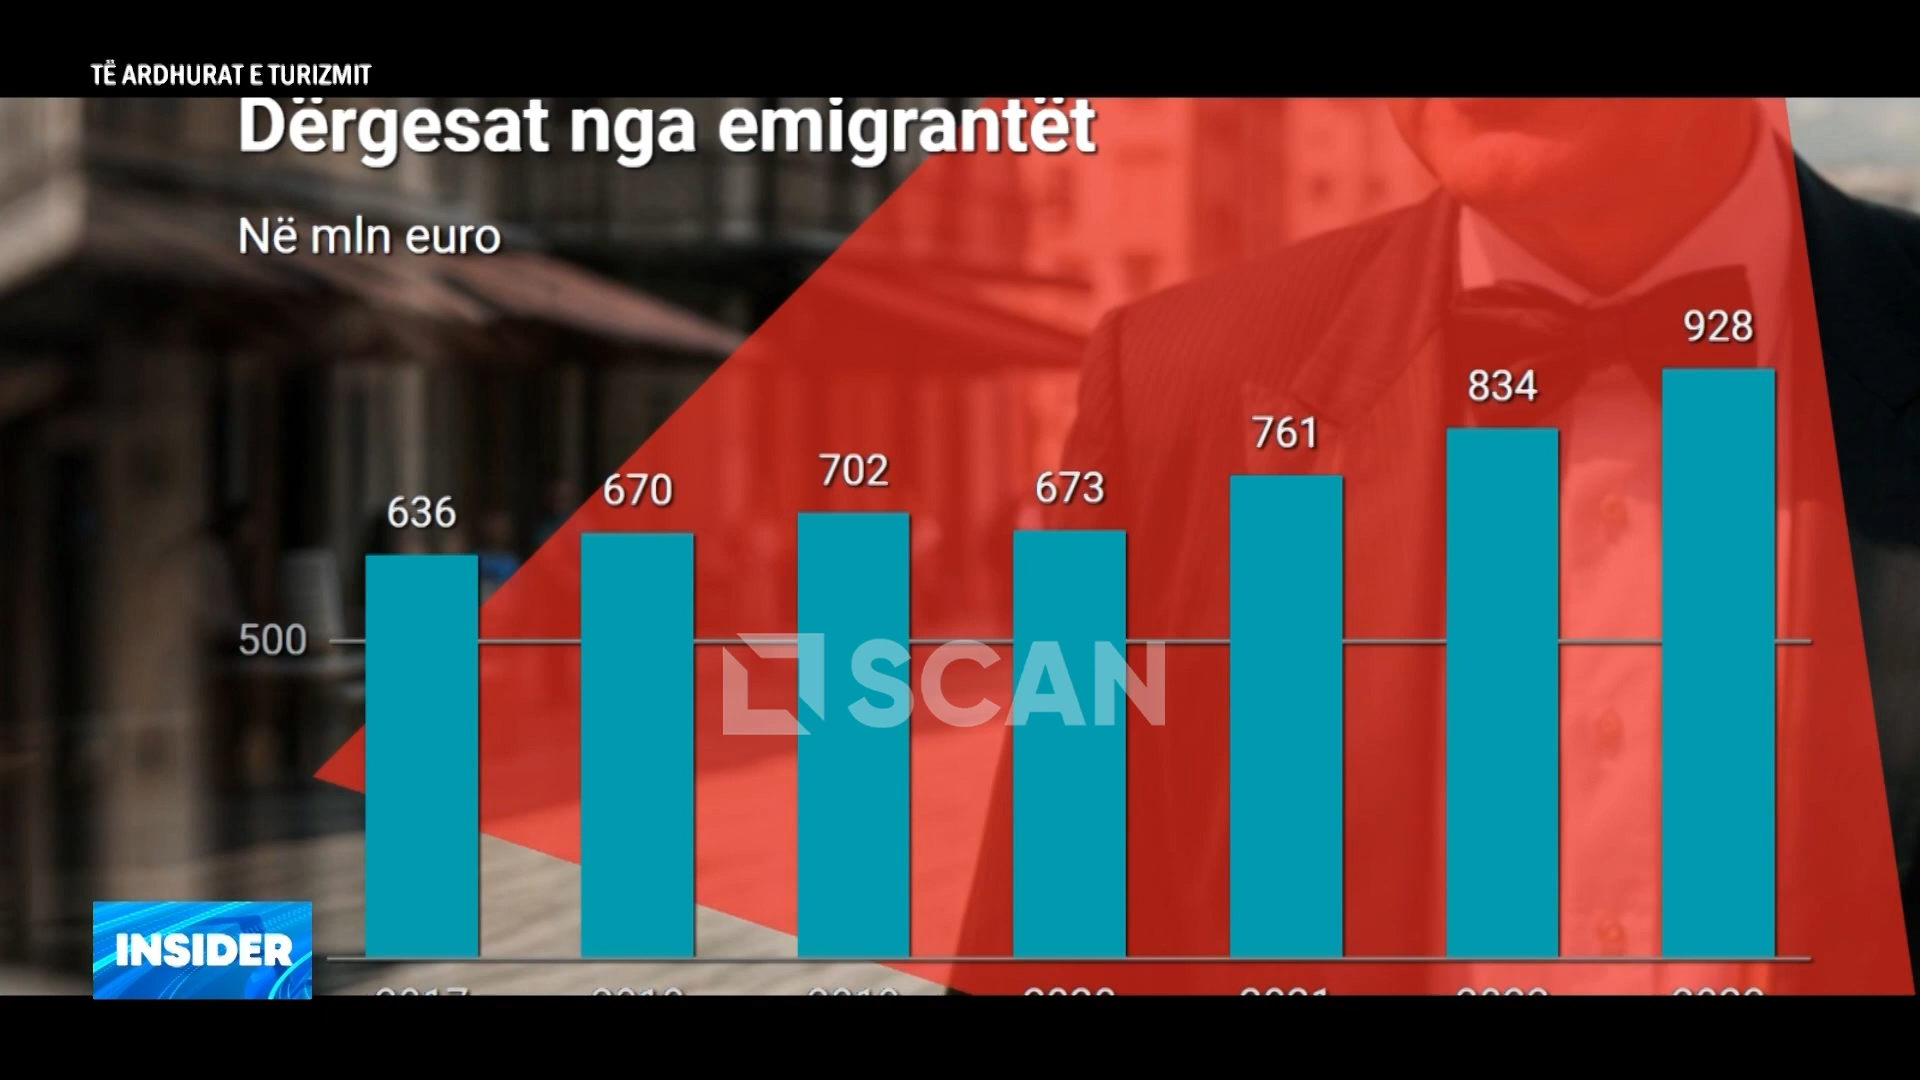 TË ARDHURAT E TURIZMIT
Dërgesat nga emigrantët
Në mln euro
928
834
761
702
673
670
636
500
SCAN
INSIDER